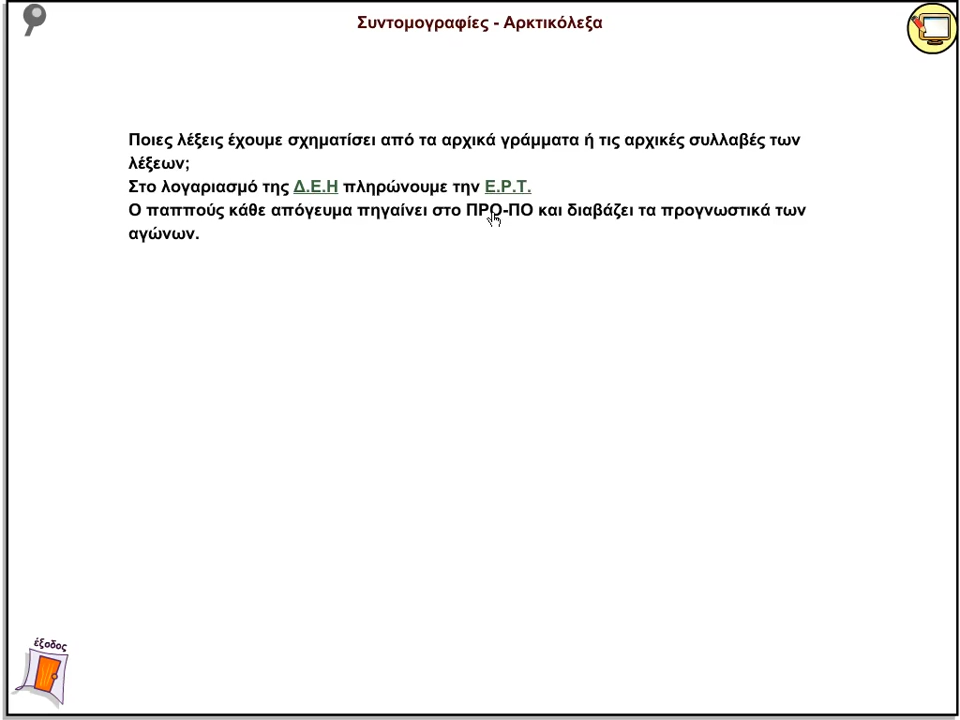 Συντομογραφίες - Αρκτικόλεξα
Ποιες λέξεις έχουμε σχηματίσει από τα αρχικά γράμματα ή τις αρχικές συλλαβές των
λέξεων;
Στο λογαριασμό της Δ.Ε.Η πληρώνουμε την Ε.Ρ.Τ.
Ο παππούς κάθε απόγευμα πηγαίνει στο ΠΡΟ-ΠΟ και διαβάζει τα προγνωστικά των
αγώνων.
έξοδος